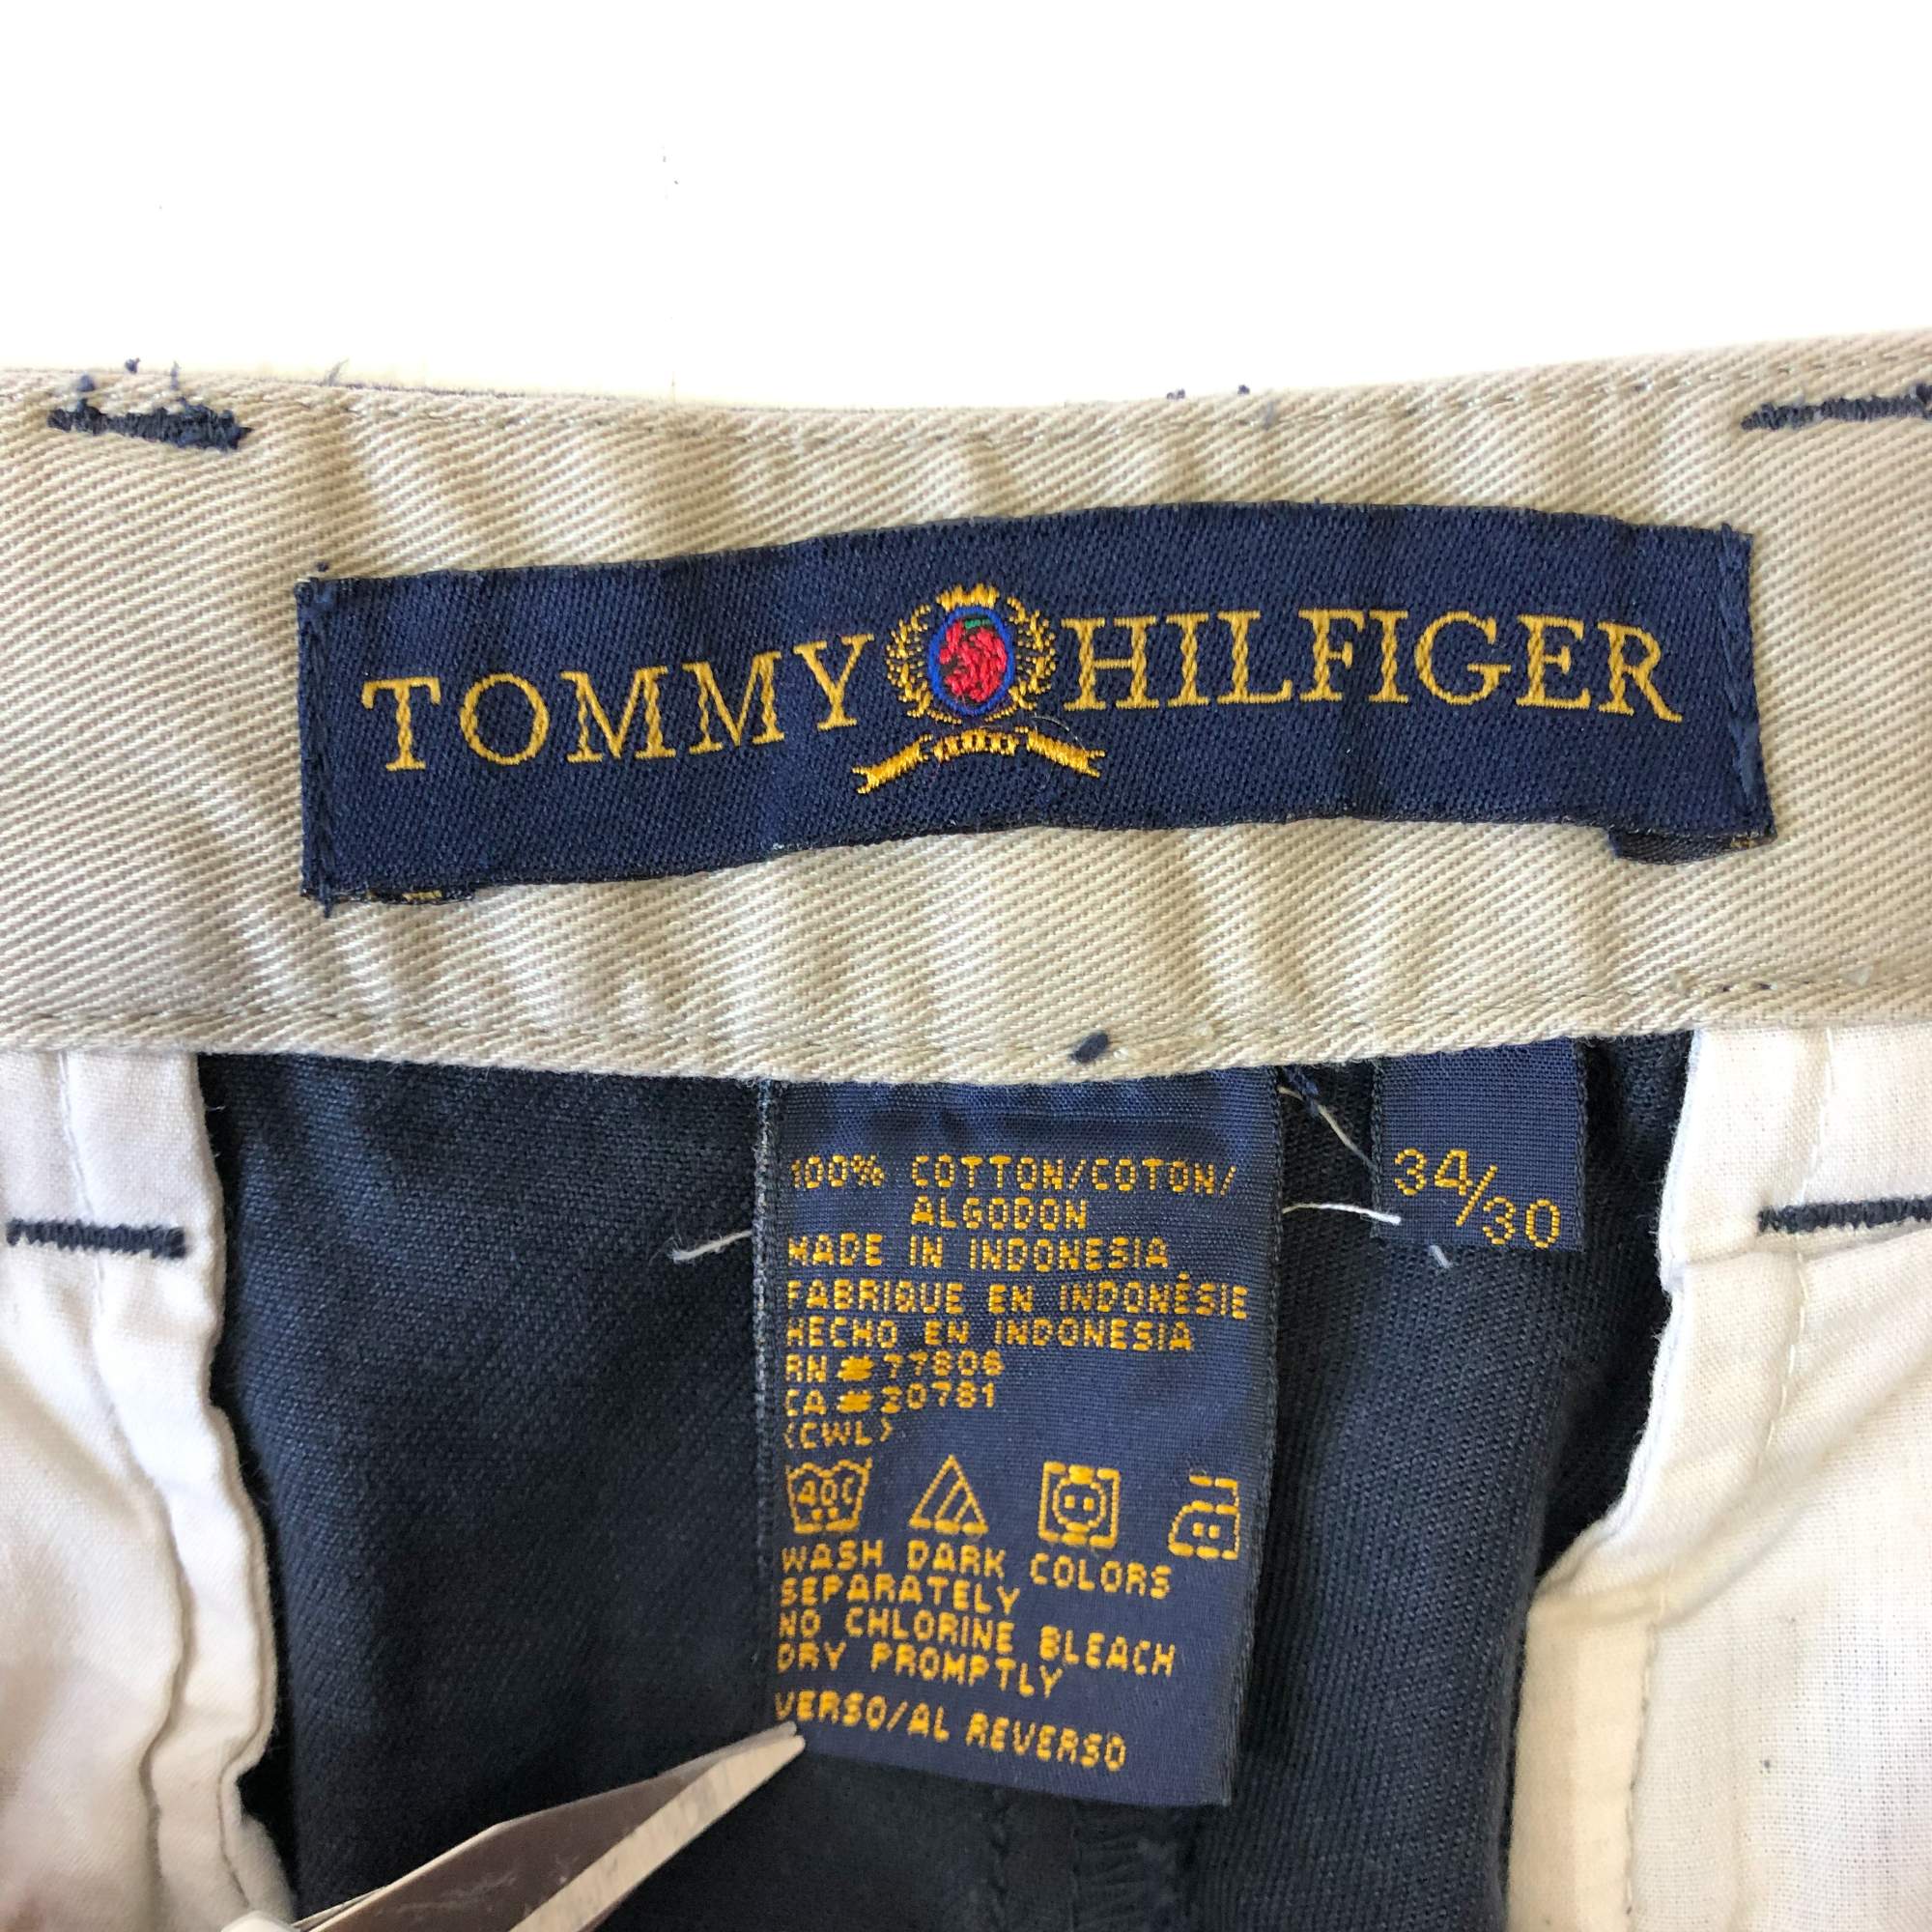 TOMMY HILFIGER
100% COTTON/COTON/
ALGODON
MADE IN INDONESIA
FABRIQUE EN INDONÉSIE
HECHO EN INDONESIA
RN#77806
CA#20781
(CWL)
40C
WASH DARK COLORS
SEPARATELY
NO CHLORINE BLEACH
DRY PROMPTLY
VERSO/AL REVERSO
34/30